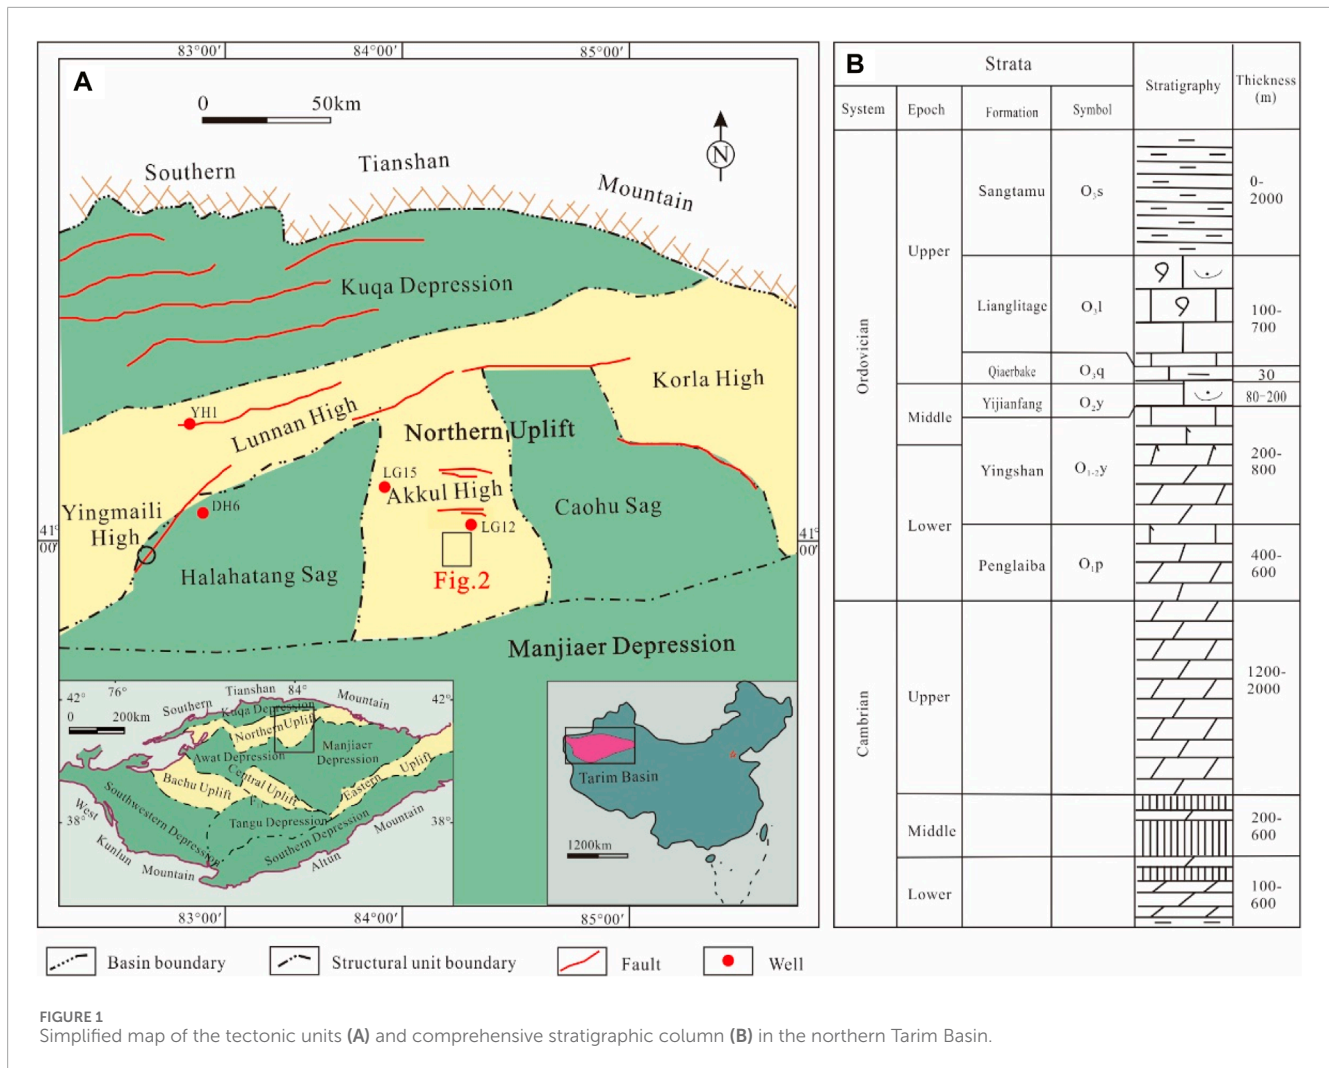 83°00′ 84°00′ 85°00′
A
0 50km
N
Southern Tianshan Mountain
Kuqa Depression
Korla High
YH1
Lunnan High
Northern Uplift
LG15
Akkul High
Yingmaili High
DH6
Caohu Sag
LG12
41°00′
41°00′
Halahatang Sag
Fig.2
Manjiaer Depression
42° 76° 84° 42°
Tianshan
Southern
Mountain
0 200km
Kuqa Depression
Northern Uplift
Awat Depression
Manjiaer Depression
Bachu Uplift
Central Uplift
Eastern Uplift
Southwestern Depression
Tangu Depression
38° 38°
Southern Depression
West Kunlun Mountain
Altun Mountain
Tarim Basin
1200km
83°00′ 84°00′ 85°00′
B
Strata Stratigraphy Thickness (m)
System Epoch Formation Symbol
Ordovician
Upper
Sangtamu O₃s 0-2000
Lianglitage O₃l 100-700
Qiaerbake O₃q 30
Middle
Yijianfang O₂y 80-200
Yingshan O₁₋₂y 200-800
Lower
Penglaiba O₁p 400-600
Cambrian
Upper 1200-2000
Middle 200-600
Lower 100-600
Basin boundary Structural unit boundary Fault Well
FIGURE 1
Simplified map of the tectonic units (A) and comprehensive stratigraphic column (B) in the northern Tarim Basin.